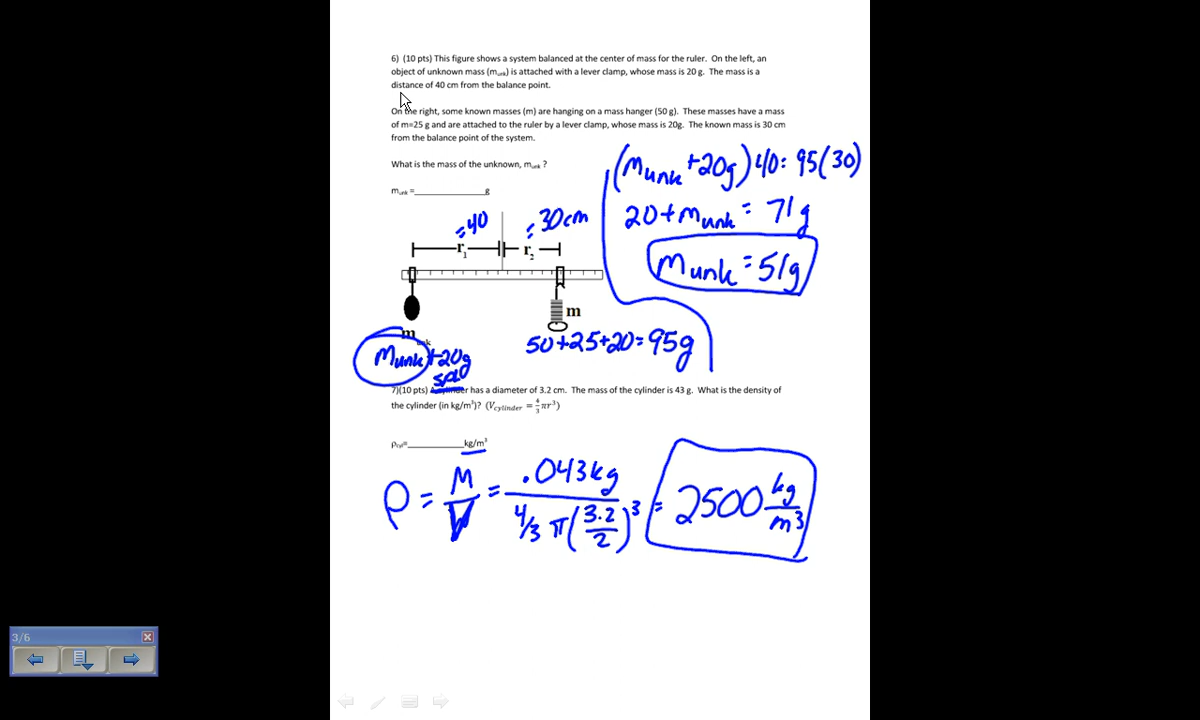 6) (10 pts) This figure shows a system balanced at the center of mass for the ruler. On the left, an
object of unknown mass (munk) is attached with a lever clamp, whose mass is 20 g. The mass is a
distance of 40 cm from the balance point.
On the right, some known masses (m) are hanging on a mass hanger (50 g). These masses have a mass
of m=25 g and are attached to the ruler by a lever clamp, whose mass is 20g. The known mass is 30 cm
from the balance point of the system.
What is the mass of the unknown, munk ?
munk =_______________g
(Munk +20g)40= 95(30)
20+Munk = 71g
Munk = 51g
=40
= 30cm
r1
r2
m
50+25+20=95g
Munk+20g
7)(10 pts) has a diameter of 3.2 cm. The mass of the cylinder is 43 g. What is the density of
the cylinder (in kg/m³)? (Vcylinder = 4/3 πr³)
ρcyl=____________kg/m³
ρ = M/V = .043kg / 4/3 π(3.2/2)³ = 2500 kg/m³
3/6